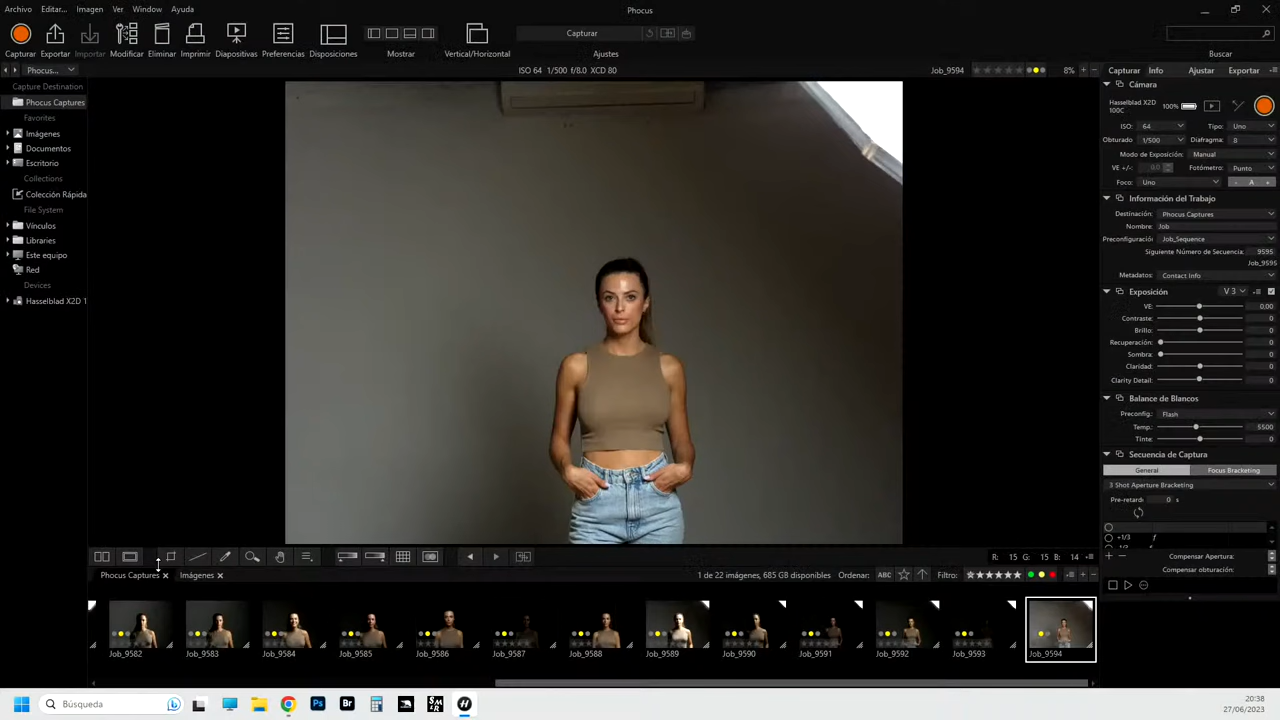 Archivo Editar... Imagen Ver Window Ayuda
Phocus
Capturar Exportar Importar Modificar Eliminar Imprimir Diapositivas Preferencias Disposiciones Mostrar Vertical/Horizontal Ajustes Buscar
Capturar
Phocus...
ISO 64 1/500 f/8.0 XCD 80
Job_9594
8%
Capture Destination
Phocus Captures
Favorites
Imágenes
Documentos
Escritorio
Collections
Colección Rápida
File System
Vínculos
Libraries
Este equipo
Red
Devices
Hasselblad X2D 1
Capturar Info Ajustar Exportar
Cámara
Hasselblad X2D
100C
100%
ISO: 64 Tipo: Uno
Obturado 1/500 Diafragma: 8
Modo de Exposición: Manual
VE +/-: 0.0 Fotómetro: Punto
Foco: Uno - A +
Información del Trabajo
Destinación: Phocus Captures
Nombre: Job
Preconfiguració Job_Sequence
Siguiente Número de Secuencia: 9595
Job_9595
Metadatos: Contact Info
Exposición V 3
VE: 0,00
Contraste: 0
Brillo: 0
Recuperación: 0
Sombra: 0
Claridad: 0
Clarity Detail: 0
Balance de Blancos
Preconfig.: Flash
Temp.: 5500
Tinte: 0
Secuencia de Captura
General Focus Bracketing
3 Shot Aperture Bracketing
Pre-retard 0 s
+1/3 f
Compensar Apertura:
Compensar obturación:
R: 15 G: 15 B: 14
Phocus Captures Imágenes
1 de 22 imágenes, 685 GB disponibles Ordenar: ABC Filtro:
Job_9582 Job_9583 Job_9584 Job_9585 Job_9586 Job_9587 Job_9588 Job_9589 Job_9590 Job_9591 Job_9592 Job_9593 Job_9594
Búsqueda
Ps
Br
H
20:38
27/06/2023